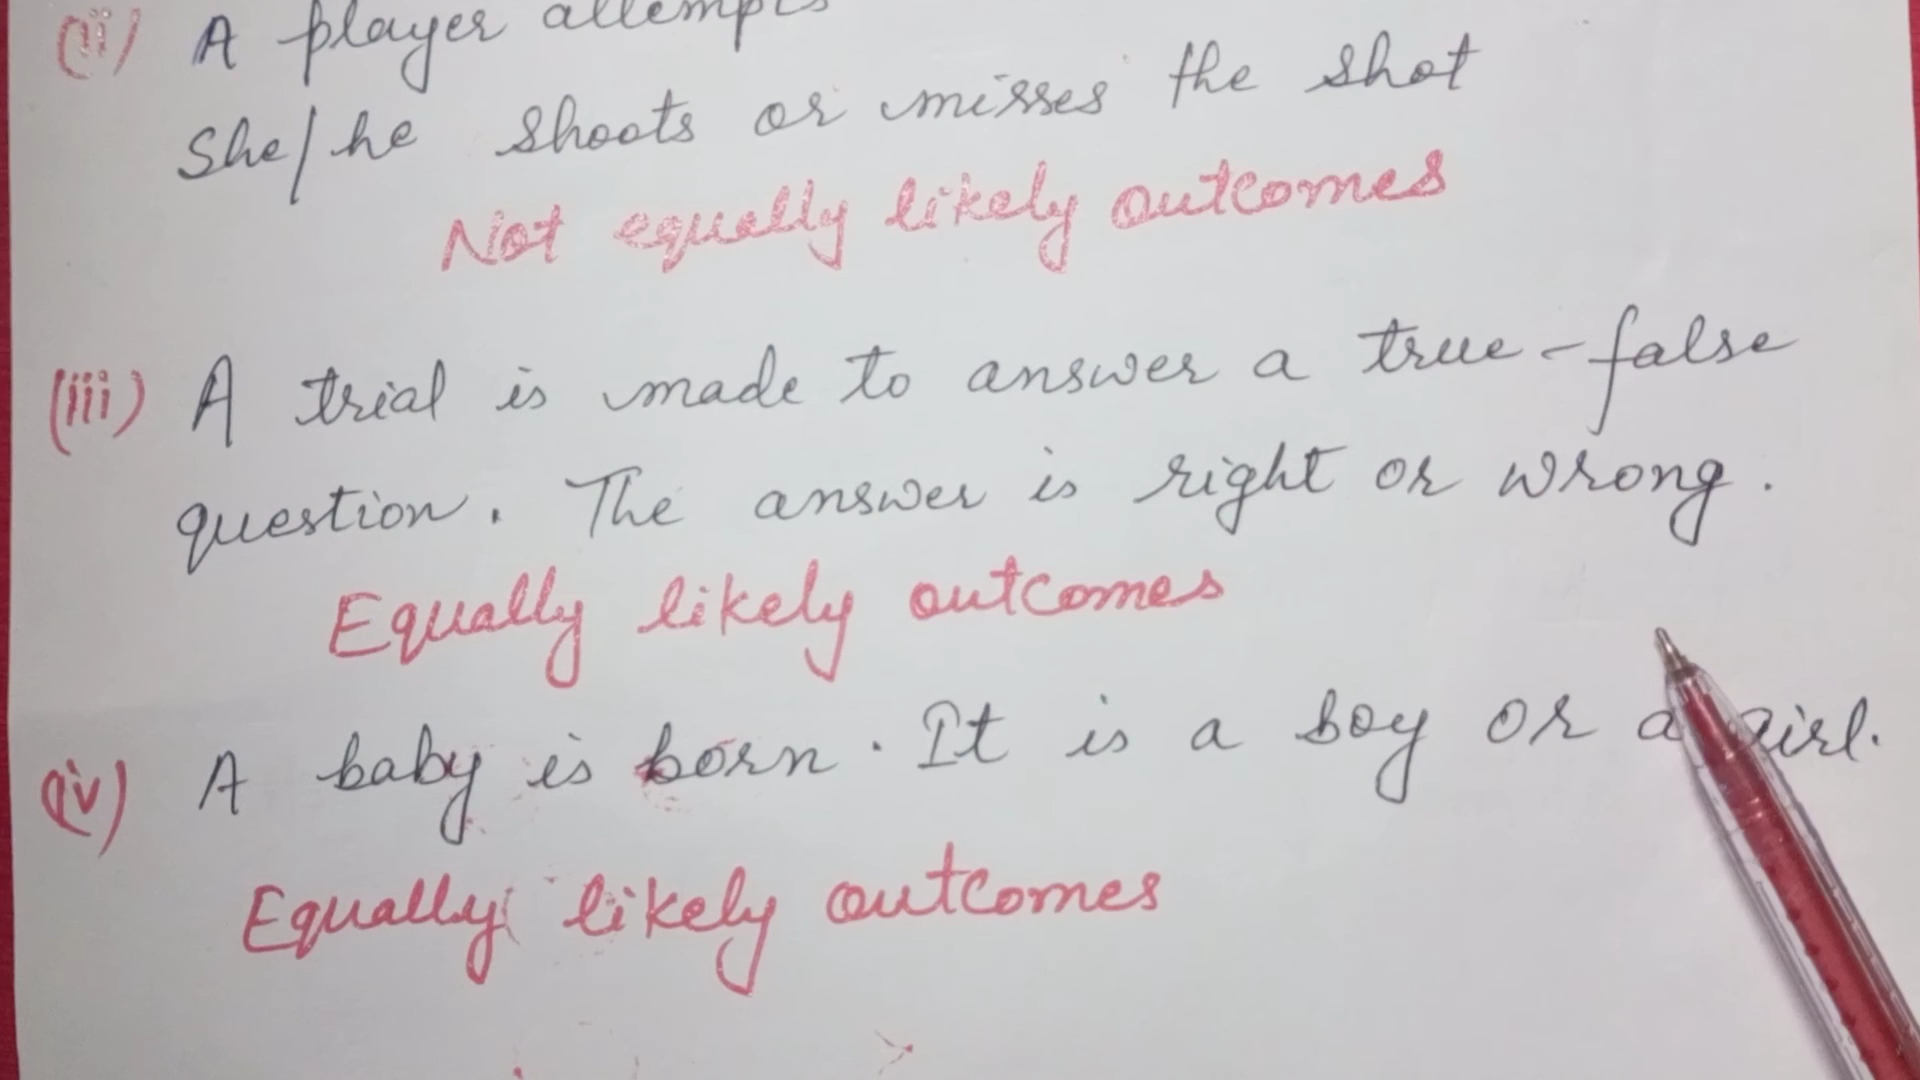 (ii) A player attempts
She/he shoots or misses the shot
Not equally likely outcomes
(iii) A trial is made to answer a true-false
question. The answer is right or wrong.
Equally likely outcomes
(iv) A baby is born. It is a boy or a girl.
Equally likely outcomes